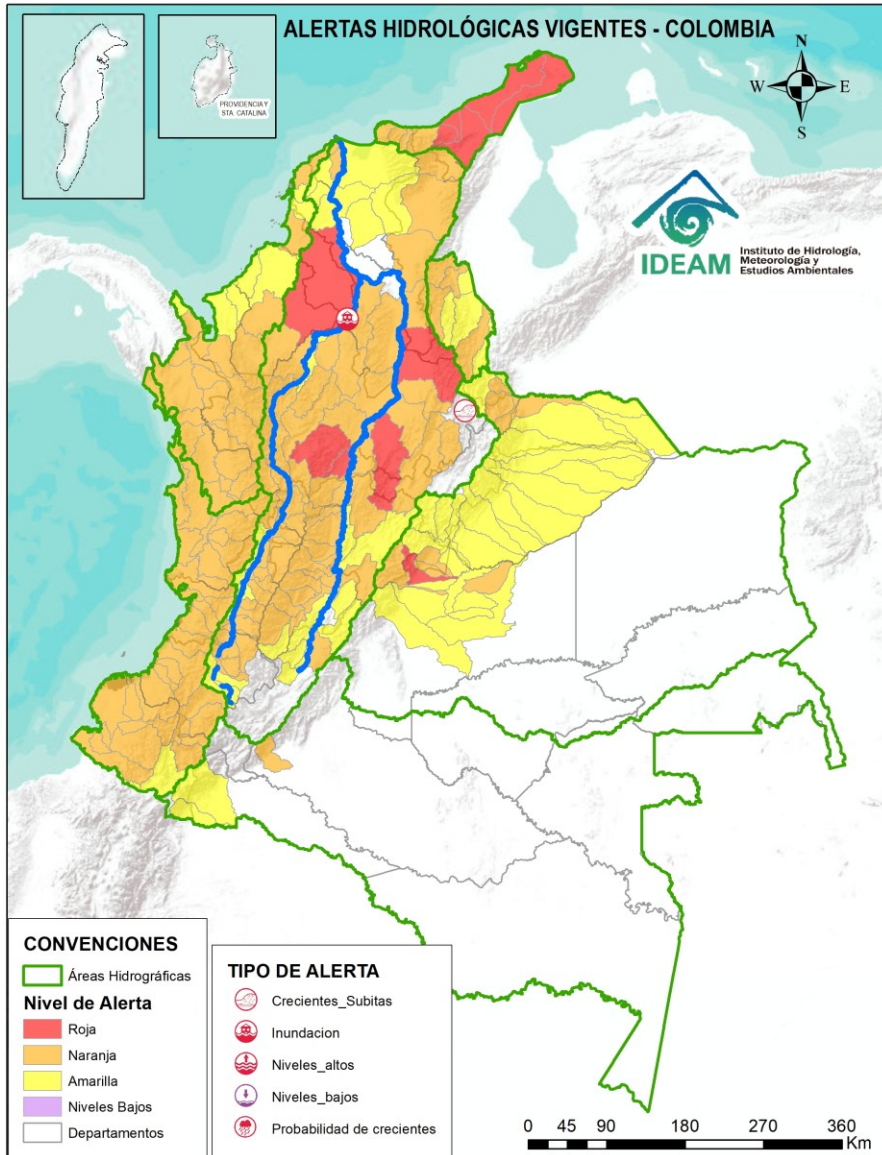 ALERTAS HIDROLÓGICAS VIGENTES - COLOMBIA
PROVIDENCIA Y
STA. CATALINA
N
W E
S
IDEAM
Instituto de Hidrología,
Meteorología y
Estudios Ambientales
CONVENCIONES
Áreas Hidrográficas
Nivel de Alerta
Roja
Naranja
Amarilla
Niveles Bajos
Departamentos
TIPO DE ALERTA
Crecientes_Subitas
Inundacion
Niveles_altos
Niveles_bajos
Probabilidad de crecientes
0 45 90 180 270 360
Km